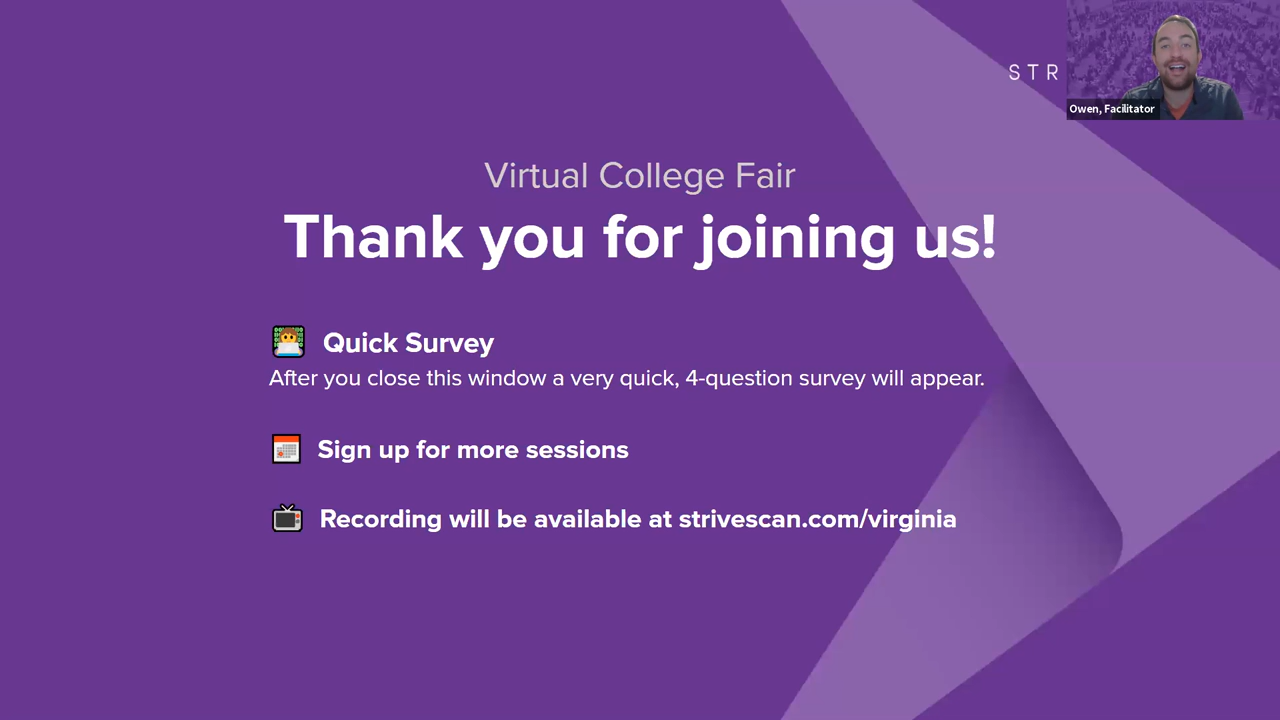 STR
Owen, Facilitator
Virtual College Fair
Thank you for joining us!
Quick Survey
After you close this window a very quick, 4-question survey will appear.
Sign up for more sessions
Recording will be available at strivescan.com/virginia